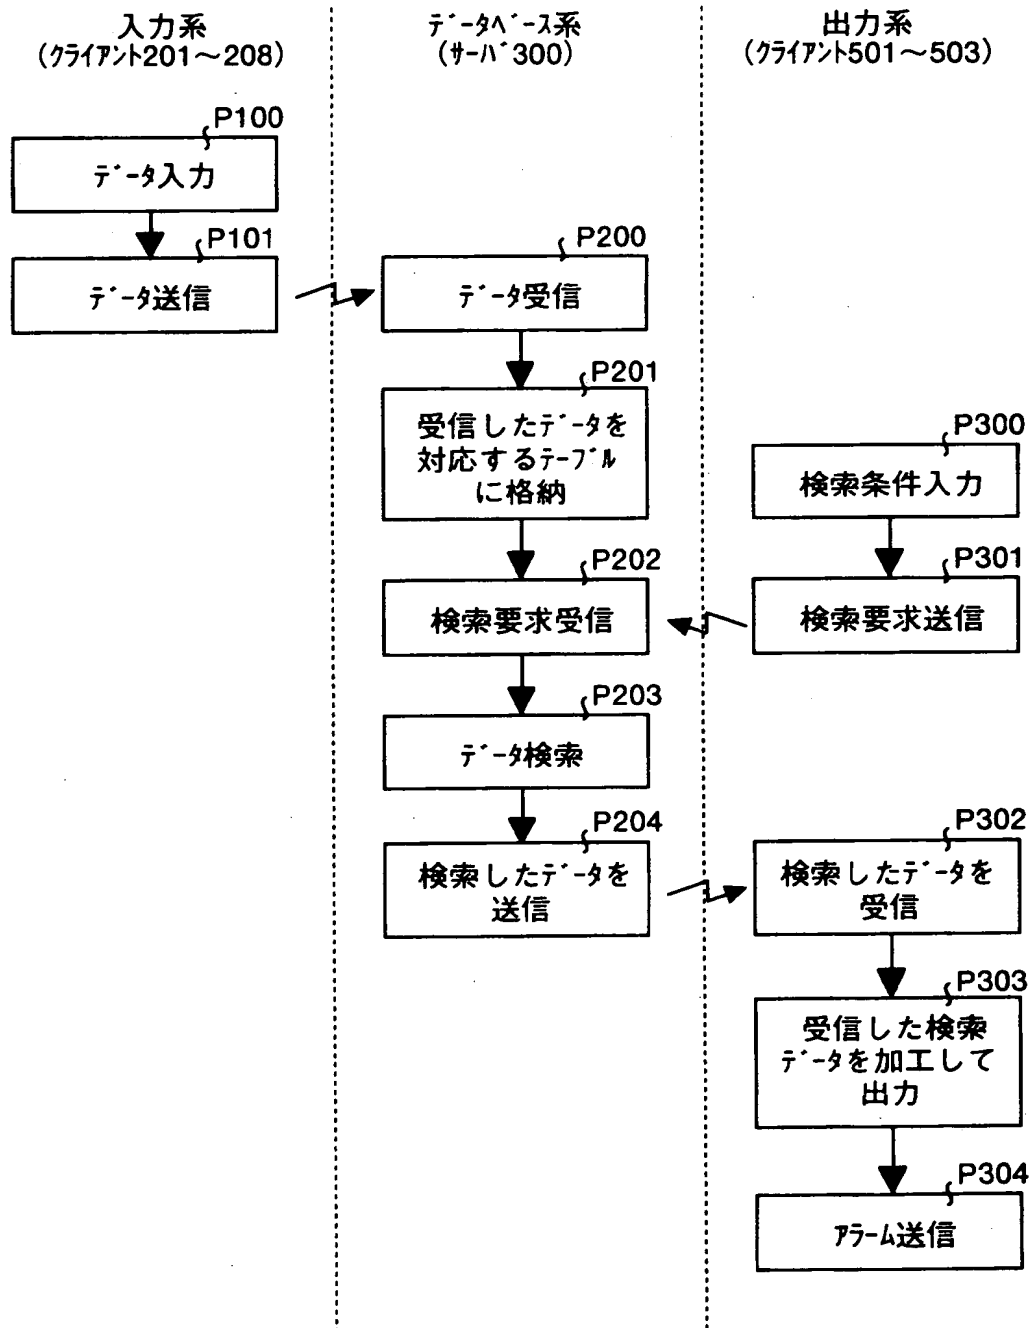 入力系
(クライアント201～208)
データベース系
(サーバ300)
出力系
(クライアント501～503)
P100
データ入力
P101
データ送信
P200
データ受信
P201
受信したデータを
対応するテーブル
に格納
P300
検索条件入力
P301
検索要求送信
P202
検索要求受信
P203
データ検索
P204
検索したデータを
送信
P302
検索したデータを
受信
P303
受信した検索
データを加工して
出力
P304
アラーム送信